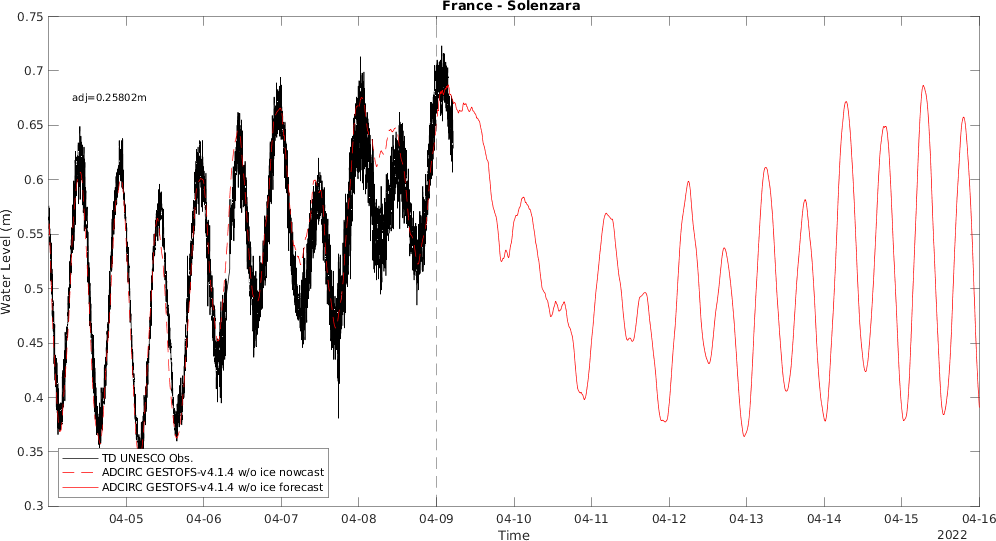 France - Solenzara
0.75
0.7
0.65
0.6
0.55
0.5
0.45
0.4
0.35
0.3
Water Level (m)
adj=0.25802m
TD UNESCO Obs.
ADCIRC GESTOFS-v4.1.4 w/o ice nowcast
ADCIRC GESTOFS-v4.1.4 w/o ice forecast
04-05 04-06 04-07 04-08 04-09 04-10 04-11 04-12 04-13 04-14 04-15 04-16
Time
2022